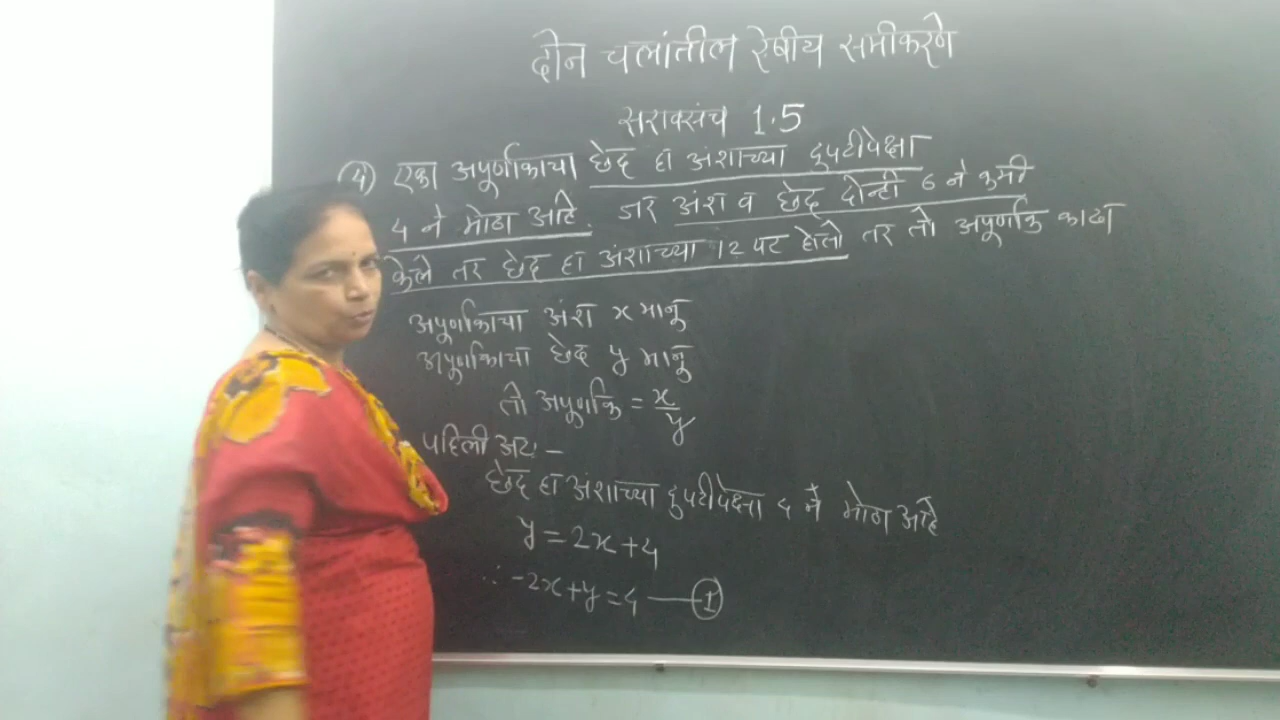 दोन चलांतील रेषीय समीकरणे
सरावसंच 1.5
(4) एका अपूर्णांकाचा छेद हा अंशाच्या दुपटीपेक्षा
4 ने मोठा आहे. जर अंश व छेद दोन्ही 6 ने कमी
केले तर छेद हा अंशाच्या 12 पट होतो तर तो अपूर्णांक काढा
अपूर्णांकाचा अंश x मानू
अपूर्णांकाचा छेद y मानू
तो अपूर्णांक = x/y
पहिली अट :-
छेद हा अंशाच्या दुपटीपेक्षा 4 ने मोठा आहे
y = 2x + 4
∴ -2x + y = 4 — (I)